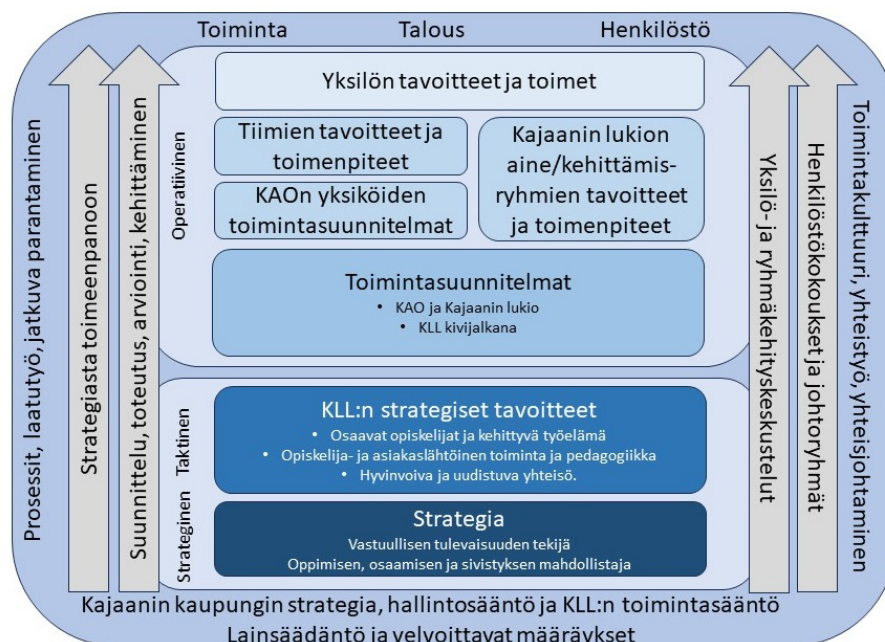 Toiminta Talous Henkilöstö
Prosessit, laatutyö, jatkuva parantaminen
Strategiasta toimeenpanoon
Suunnittelu, toteutus, arviointi, kehittäminen
Operatiivinen
Yksilön tavoitteet ja toimet
Tiimien tavoitteet ja
toimenpiteet
KAOn yksiköiden
toimintasuunnitelmat
Kajaanin lukion
aine/kehittämis-
ryhmien tavoitteet
ja toimenpiteet
Toimintasuunnitelmat
• KAO ja Kajaanin lukio
• KLL kivijalkana
Taktinen
KLL:n strategiset tavoitteet
• Osaavat opiskelijat ja kehittyvä työelämä
• Opiskelija- ja asiakaslähtöinen toiminta ja pedagogiikka
• Hyvinvoiva ja uudistuva yhteisö.
Strateginen
Strategia
Vastuullisen tulevaisuuden tekijä
Oppimisen, osaamisen ja sivistyksen mahdollistaja
Yksilö- ja ryhmäkehityskeskustelut
Henkilöstökokoukset ja johtoryhmät
Toimintakulttuuri, yhteistyö, yhteisjohtaminen
Kajaanin kaupungin strategia, hallintosääntö ja KLL:n toimintasääntö
Lainsäädäntö ja velvoittavat määräykset